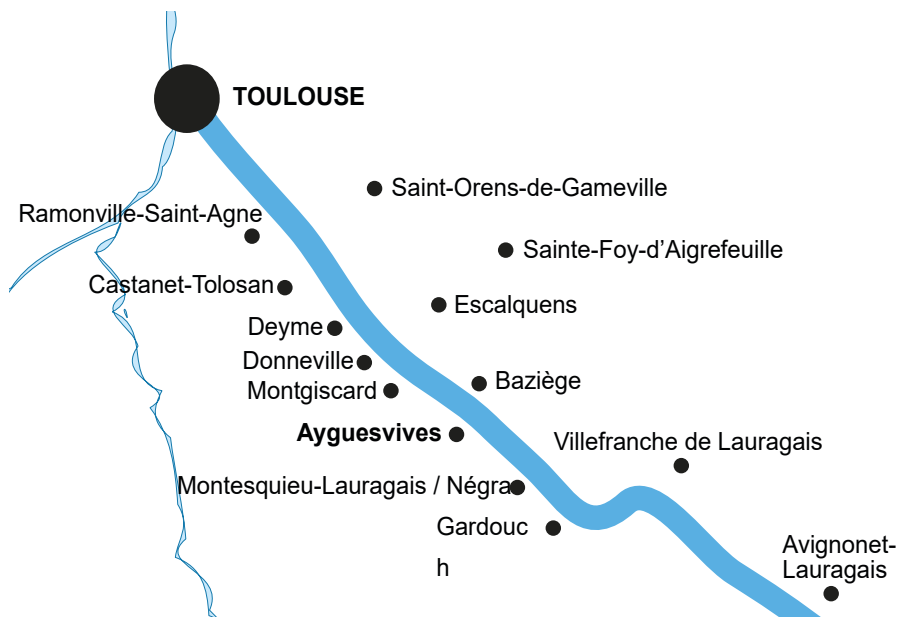 TOULOUSE
Saint-Orens-de-Gameville
Ramonville-Saint-Agne
Sainte-Foy-d’Aigrefeuille
Castanet-Tolosan
Escalquens
Deyme
Donneville
Baziège
Montgiscard
Ayguesvives
Villefranche de Lauragais
Montesquieu-Lauragais / Négra
Gardouc
h
Avignonet-
Lauragais